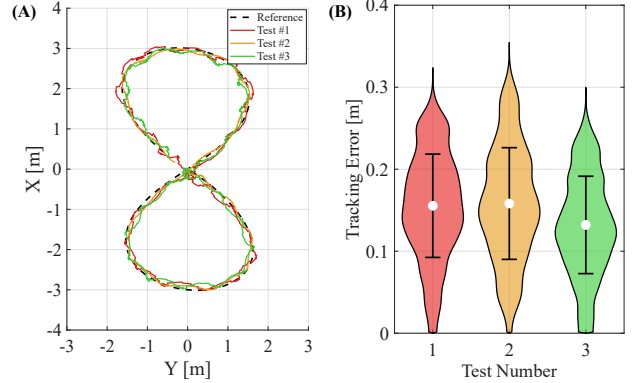 (A)
4
3
2
1
0
-1
-2
-3
-4
X [m]
-3
-2
-1
0
1
2
3
Y [m]
Reference
Test #1
Test #2
Test #3
(B)
0.4
0.3
0.2
0.1
0
Tracking Error [m]
1
2
3
Test Number